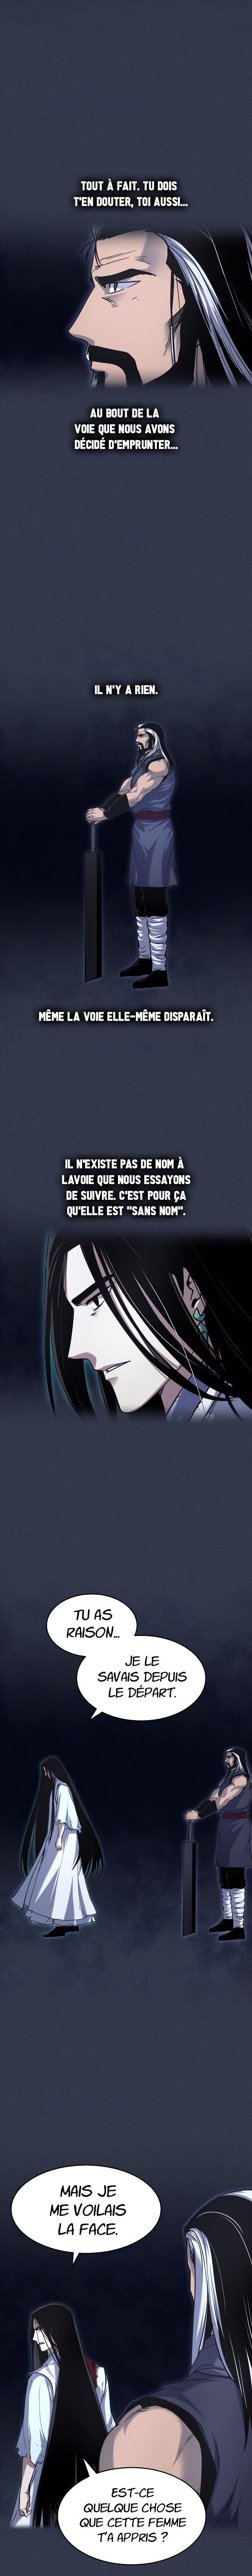 TOUT À FAIT. TU DOIS
T'EN DOUTER, TOI AUSSI...
AU BOUT DE LA
VOIE QUE NOUS AVONS
DÉCIDÉ D'EMPRUNTER...
IL N'Y A RIEN.
MÊME LA VOIE ELLE-MÊME DISPARAÎT.
IL N'EXISTE PAS DE NOM À
LAVOIE QUE NOUS ESSAYONS
DE SUIVRE. C'EST POUR ÇA
QU'ELLE EST "SANS NOM".
TU AS
RAISON...
JE LE
SAVAIS DEPUIS
LE DÉPART.
MAIS JE
ME VOILAIS
LA FACE.
EST-CE
QUELQUE CHOSE
QUE CETTE FEMME
T'A APPRIS ?